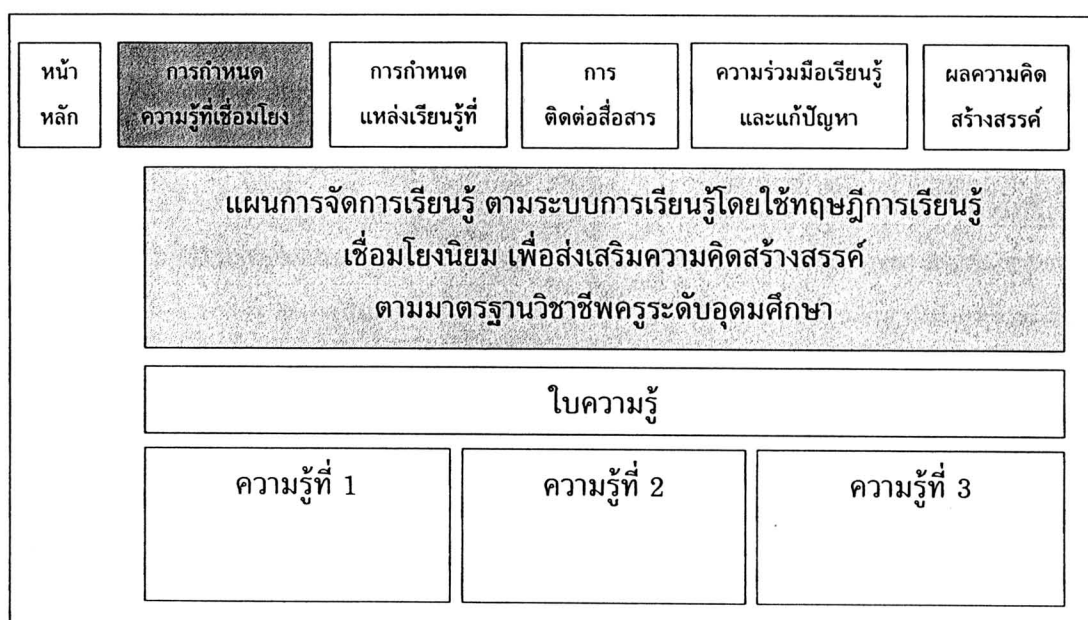 หน้า
หลัก
การกำหนด
ความรู้ที่เชื่อมโยง
การกำหนด
แหล่งเรียนรู้ที่
การ
ติดต่อสื่อสาร
ความร่วมมือเรียนรู้
และแก้ปัญหา
ผลความคิด
สร้างสรรค์
แผนการจัดการเรียนรู้ ตามระบบการเรียนรู้โดยใช้ทฤษฎีการเรียนรู้
เชื่อมโยงนิยม เพื่อส่งเสริมความคิดสร้างสรรค์
ตามมาตรฐานวิชาชีพครูระดับอุดมศึกษา
ใบความรู้
ความรู้ที่ 1
ความรู้ที่ 2
ความรู้ที่ 3